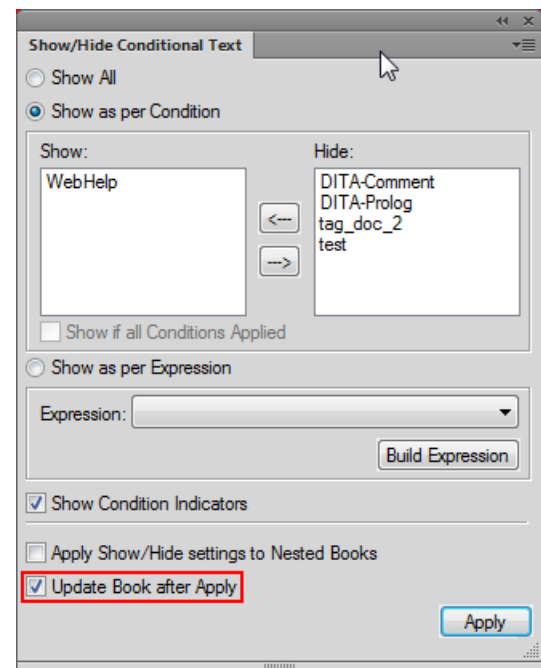 Show/Hide Conditional Text
Show All
Show as per Condition
Show: Hide:
WebHelp DITA-Comment
DITA-Prolog
<--- tag_doc_2
test
--->
Show if all Conditions Applied
Show as per Expression
Expression:
Build Expression
Show Condition Indicators
Apply Show/Hide settings to Nested Books
Update Book after Apply
Apply